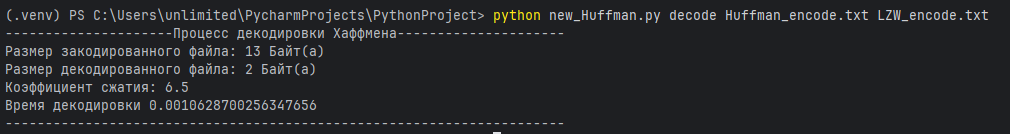 (.venv) PS C:\Users\unlimited\PycharmProjects\PythonProject> python new_Huffman.py decode Huffman_encode.txt LZW_encode.txt
---------------------Процесс декодировки Хаффмена---------------------
Размер закодированного файла: 13 Байт(а)
Размер декодированного файла: 2 Байт(а)
Коэффициент сжатия: 6.5
Время декодировки 0.0010628700256347656
----------------------------------------------------------------------